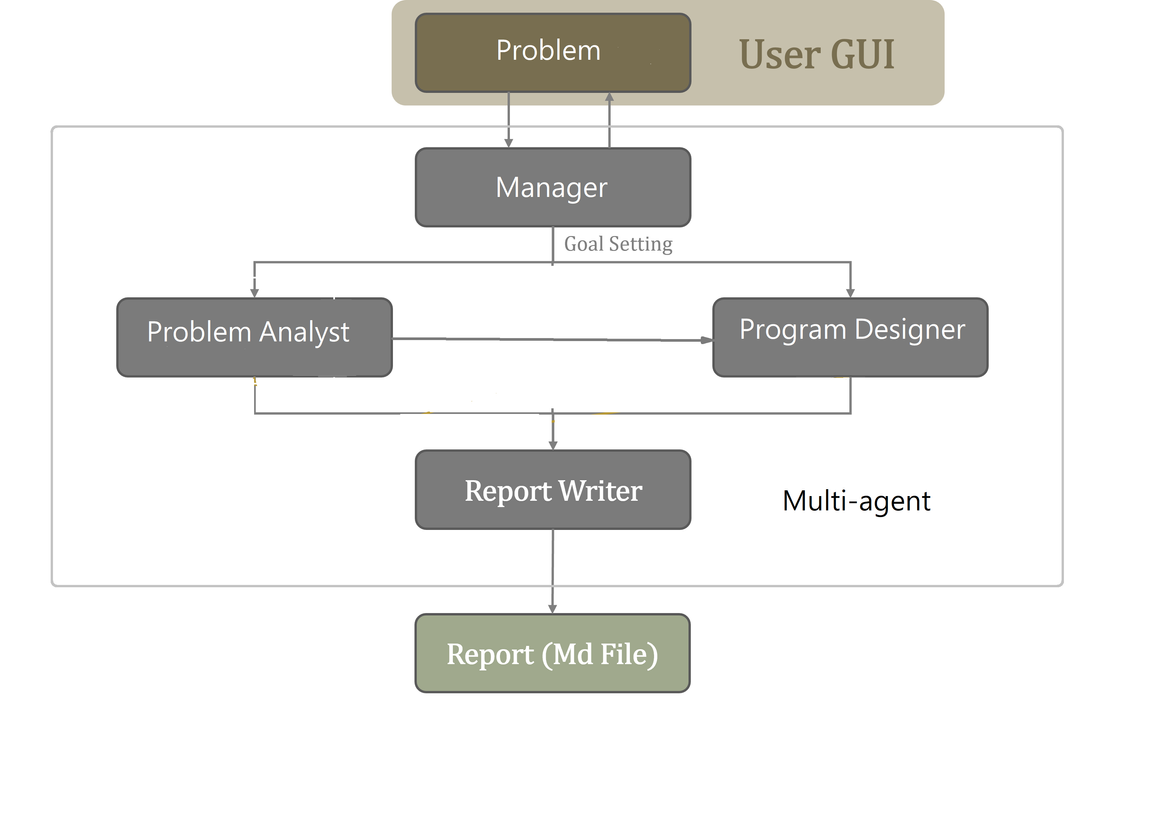 Problem
User GUI
Manager
Goal Setting
Problem Analyst
Program Designer
Report Writer
Multi-agent
Report (Md File)